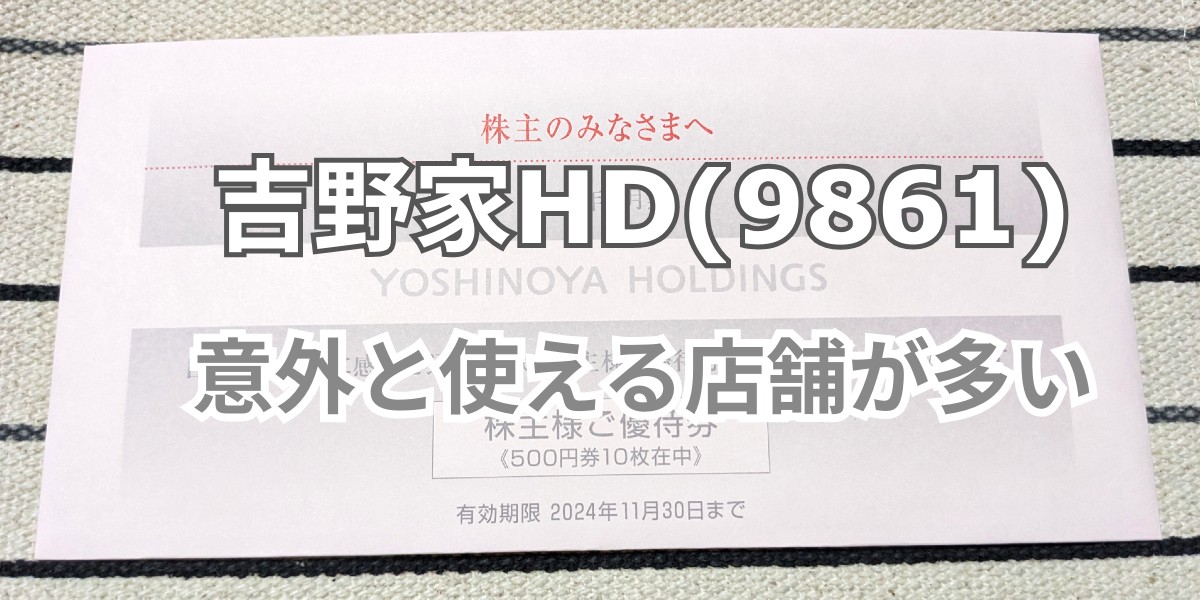 株主のみなさまへ
吉野家HD(9861)
YOSHINOYA HOLDINGS
意外と使える店舗が多い
株主様ご優待券
《500円券10枚在中》
有効期限 2024年11月30日まで